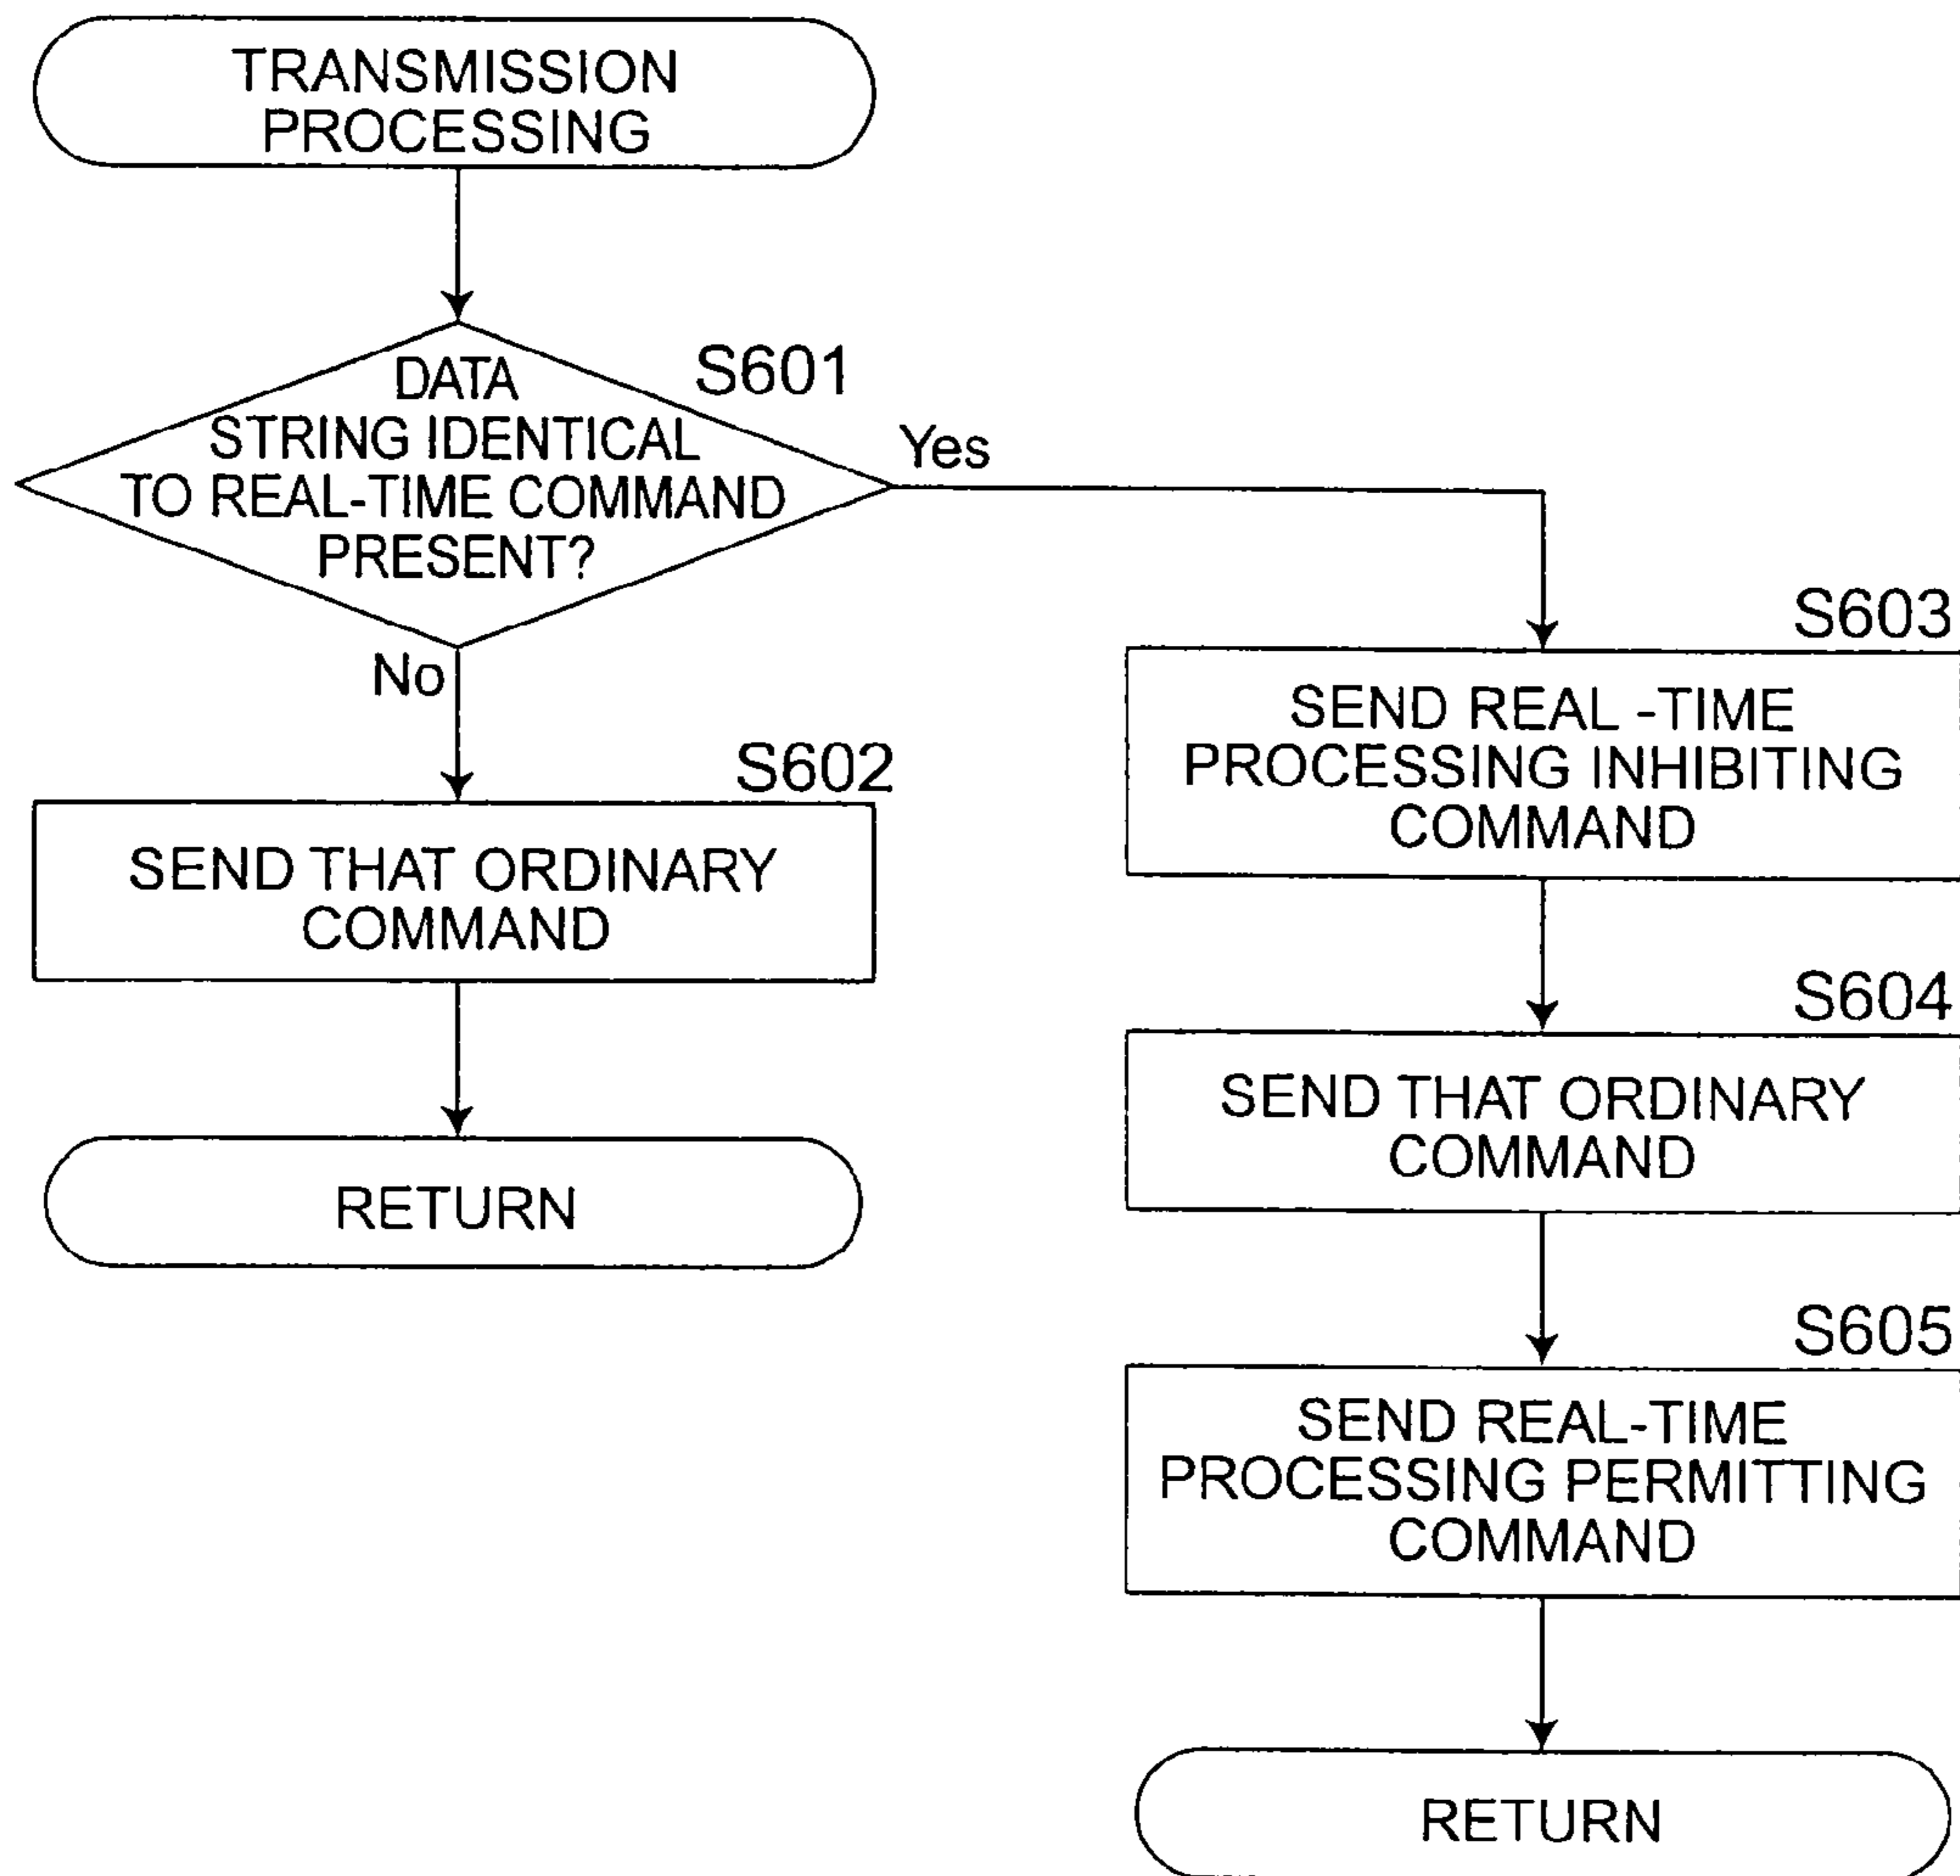 TRANSMISSION
PROCESSING
S601
DATA
STRING IDENTICAL
TO REAL-TIME COMMAND
PRESENT?
Yes
No
S602
SEND THAT ORDINARY
COMMAND
RETURN
S603
SEND REAL -TIME
PROCESSING INHIBITING
COMMAND
S604
SEND THAT ORDINARY
COMMAND
S605
SEND REAL-TIME
PROCESSING PERMITTING
COMMAND
RETURN